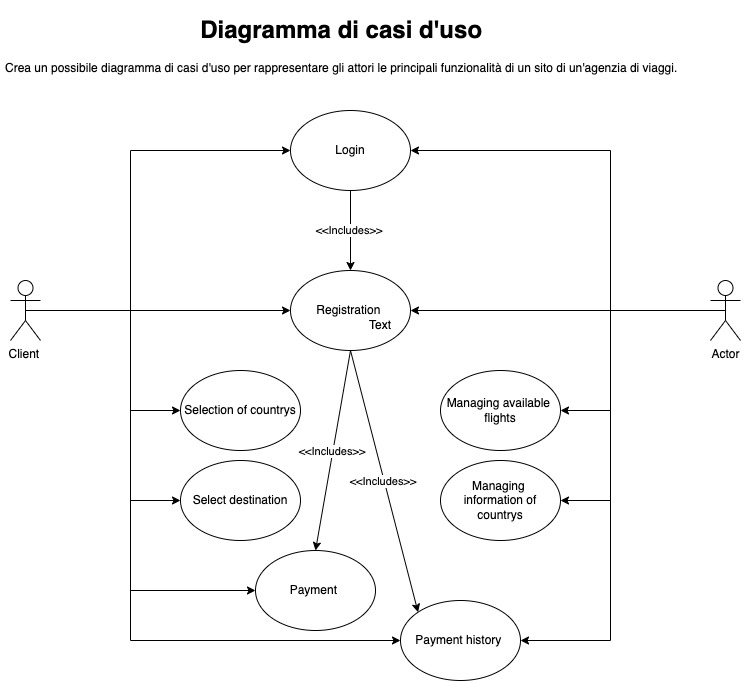 Diagramma di casi d'uso
Crea un possibile diagramma di casi d'uso per rappresentare gli attori le principali funzionalità di un sito di un'agenzia di viaggi.
Login
<<Includes>>
Registration
Text
Client
Actor
Selection of countrys
Managing available
flights
<<Includes>>
<<Includes>>
Select destination
Managing
information of
countrys
Payment
Payment history